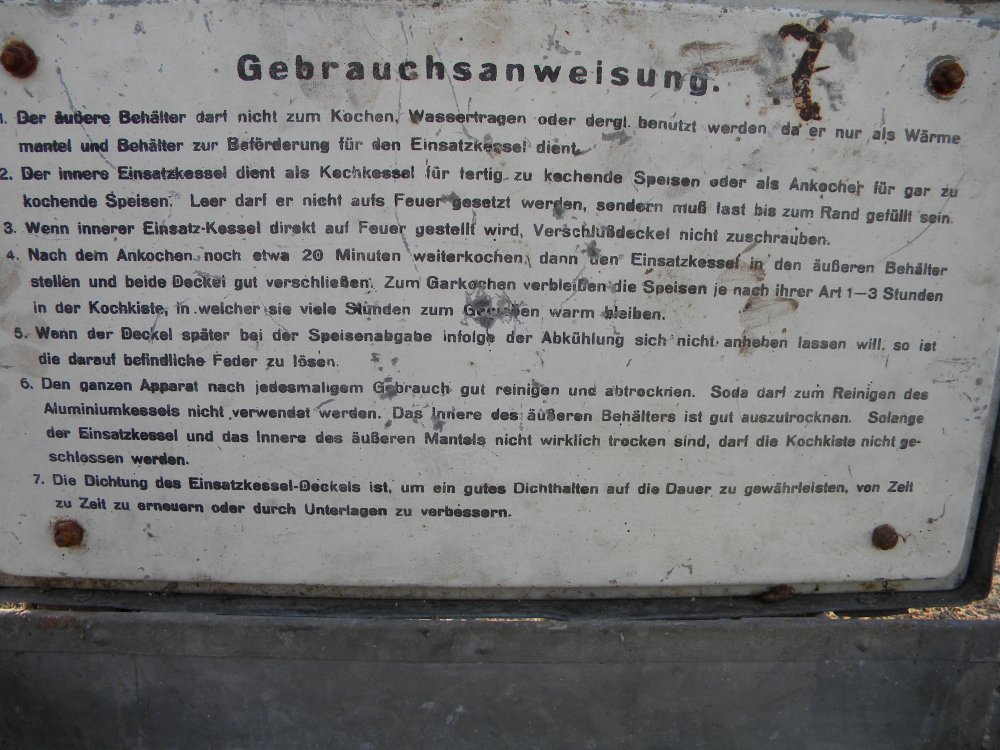 7
Gebrauchsanweisung.
1. Der äußere Behälter darf nicht zum Kochen, Wassertragen oder dergl. benützt werden, da er nur als Wärme
mantel und Behälter zur Beförderung für den Einsatzkessel dient.
2. Der innere Einsatzkessel dient als Kochkessel für fertig zu kochende Speisen oder als Ankocher für gar zu
kochende Speisen. Leer darf er nicht aufs Feuer gesetzt werden, sondern muß fast bis zum Rand gefüllt sein.
3. Wenn innerer Einsatz-Kessel direkt auf Feuer gestellt wird, Verschlußdeckel nicht zuschrauben.
4. Nach dem Ankochen noch etwa 20 Minuten weiterkochen, dann den Einsatzkessel in den äußeren Behälter
stellen und beide Deckel gut verschließen. Zum Garkochen verbleiben die Speisen je nach ihrer Art 1—3 Stunden
in der Kochkiste, in welcher sie viele Stunden zum Genießen warm bleiben.
5. Wenn der Deckel später bei der Speisenabgabe infolge der Abkühlung sich nicht anheben lassen will, so ist
die darauf befindliche Feder zu lösen.
6. Den ganzen Apparat nach jedesmaligem Gebrauch gut reinigen und abtrocknen. Soda darf zum Reinigen des
Aluminiumkessels nicht verwendet werden. Das Innere des äußeren Behälters ist gut auszutrocknen. Solange
der Einsatzkessel und das Innere des äußeren Mantels nicht wirklich trocken sind, darf die Kochkiste nicht ge-
schlossen werden.
7. Die Dichtung des Einsatzkessel-Deckels ist, um ein gutes Dichthalten auf die Dauer zu gewährleisten, von Zeit
zu Zeit zu erneuern oder durch Unterlagen zu verbessern.